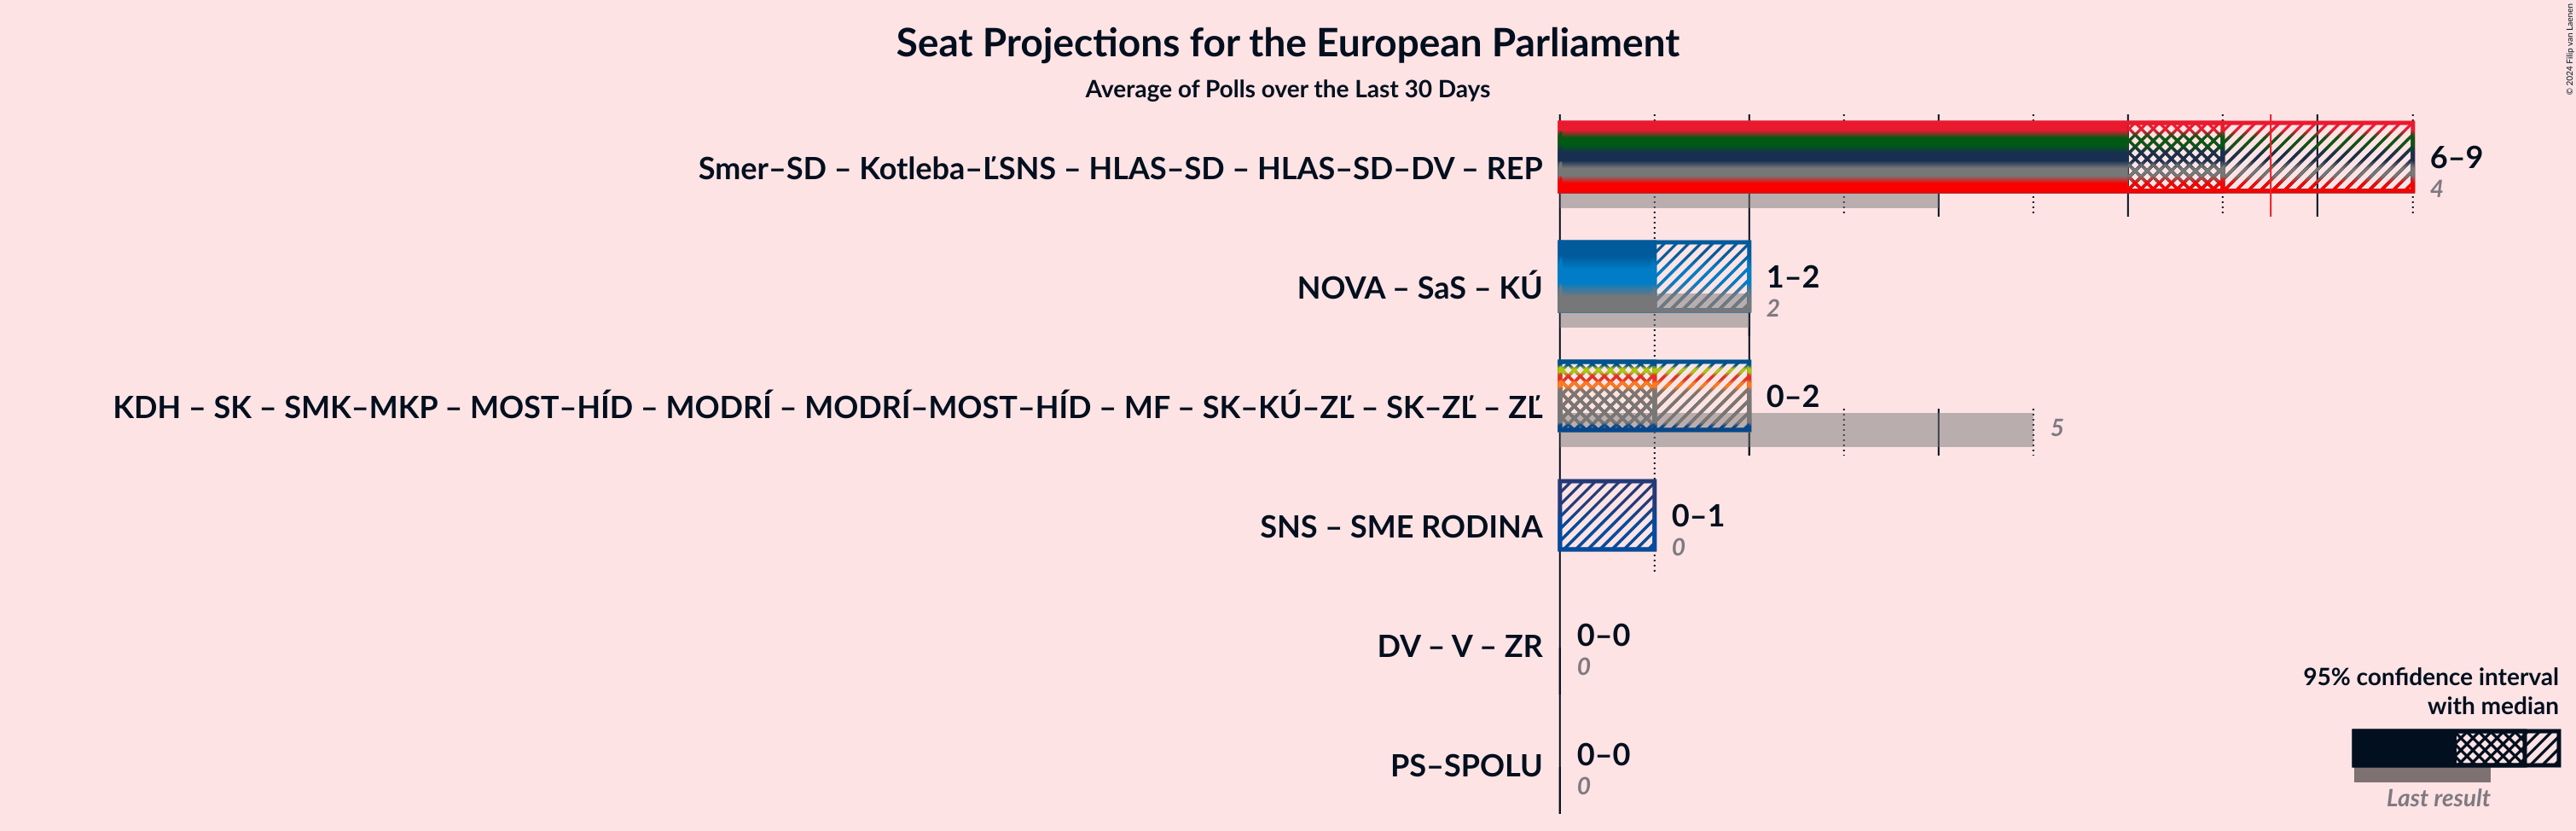 Seat Projections for the European Parliament
Average of Polls over the Last 30 Days
© 2024 Filip van Laenen
Smer–SD – Kotleba–ĽSNS – HLAS–SD – HLAS–SD–DV – REP
6–9
4
NOVA – SaS – KÚ
1–2
2
KDH – SK – SMK–MKP – MOST–HÍD – MODRÍ – MODRÍ–MOST–HÍD – MF – SK–KÚ–ZĽ – SK–ZĽ – ZĽ
0–2
5
SNS – SME RODINA
0–1
0
DV – V – ZR
0–0
0
PS–SPOLU
0–0
0
95% confidence interval
with median
Last result